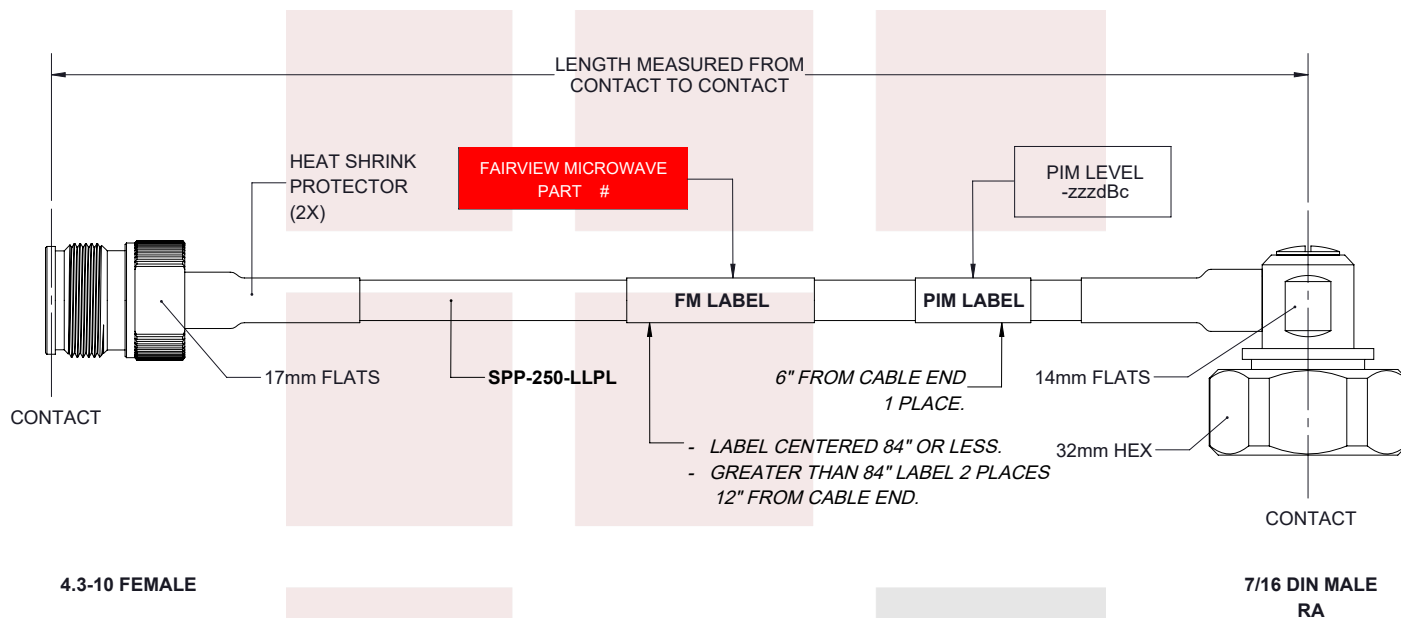 LENGTH MEASURED FROM
CONTACT TO CONTACT
HEAT SHRINK
PROTECTOR
(2X)
FAIRVIEW MICROWAVE
PART #
PIM LEVEL
-zzzdBc
FM LABEL
PIM LABEL
17mm FLATS
SPP-250-LLPL
6" FROM CABLE END
1 PLACE.
14mm FLATS
CONTACT
- LABEL CENTERED 84" OR LESS.
- GREATER THAN 84" LABEL 2 PLACES
12" FROM CABLE END.
32mm HEX
CONTACT
4.3-10 FEMALE
7/16 DIN MALE
RA